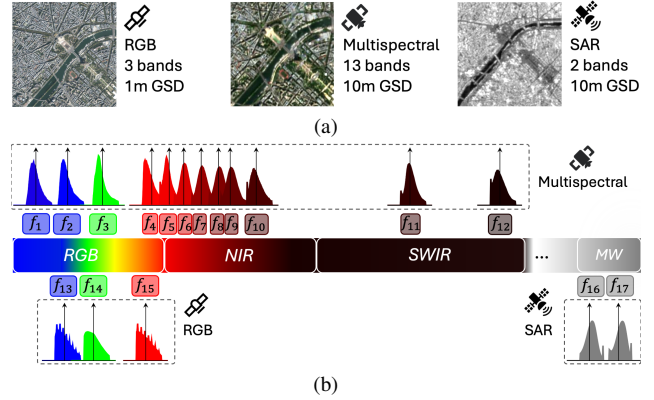 RGB
3 bands
1m GSD
Multispectral
13 bands
10m GSD
SAR
2 bands
10m GSD
(a)
Multispectral
f1 f2 f3 f4 f5 f6 f7 f8 f9 f10 f11 f12
RGB NIR SWIR ... MW
f13 f14 f15 f16 f17
RGB
SAR
(b)